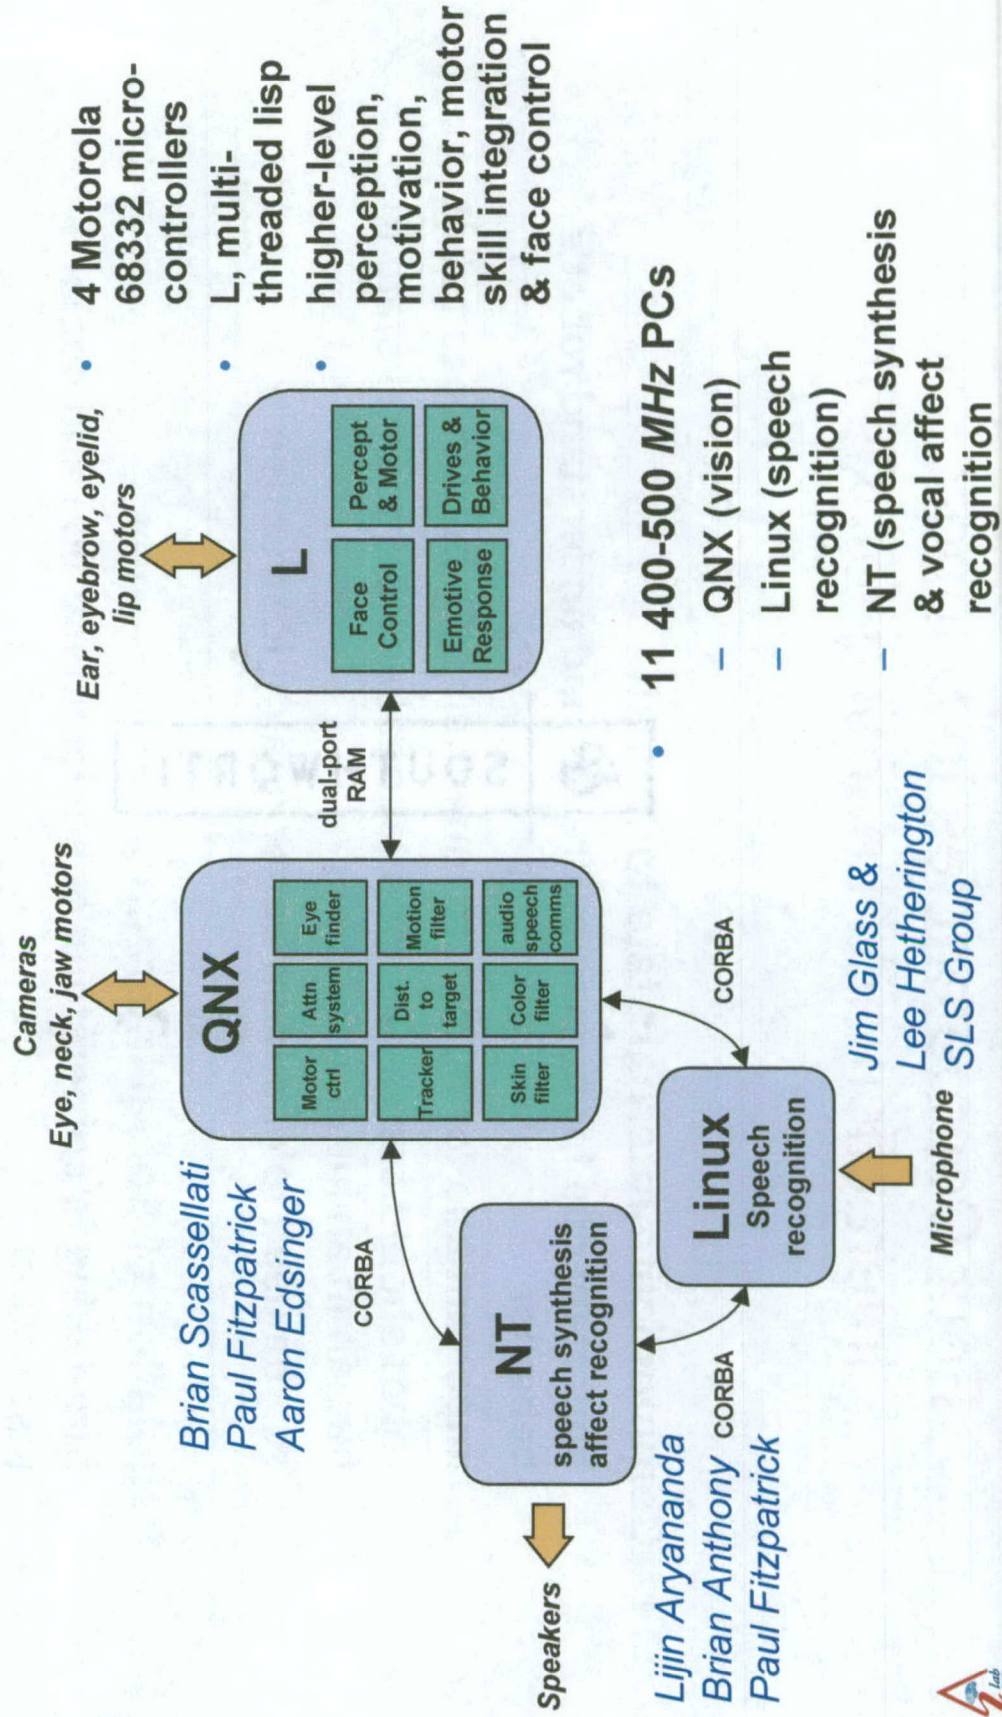 Cameras
Eye, neck, jaw motors
Ear, eyebrow, eyelid,
lip motors
Brian Scassellati
Paul Fitzpatrick
Aaron Edsinger
QNX
Motor
ctrl
Attn
system
Eye
finder
Tracker
Dist.
to
target
Motion
filter
Skin
filter
Color
filter
audio
speech
comms
dual-port
RAM
L
Face
Control
Percept
& Motor
Emotive
Response
Drives &
Behavior
• 4 Motorola
68332 micro-
controllers
• L, multi-
threaded lisp
• higher-level
perception,
motivation,
behavior, motor
skill integration
& face control
CORBA
Speakers
NT
speech synthesis
affect recognition
CORBA
CORBA
Linux
Speech
recognition
Lijin Aryananda
Brian Anthony
Paul Fitzpatrick
Microphone
Jim Glass &
Lee Hetherington
SLS Group
• 11 400-500 MHz PCs
– QNX (vision)
– Linux (speech
recognition)
– NT (speech synthesis
& vocal affect
recognition
lab